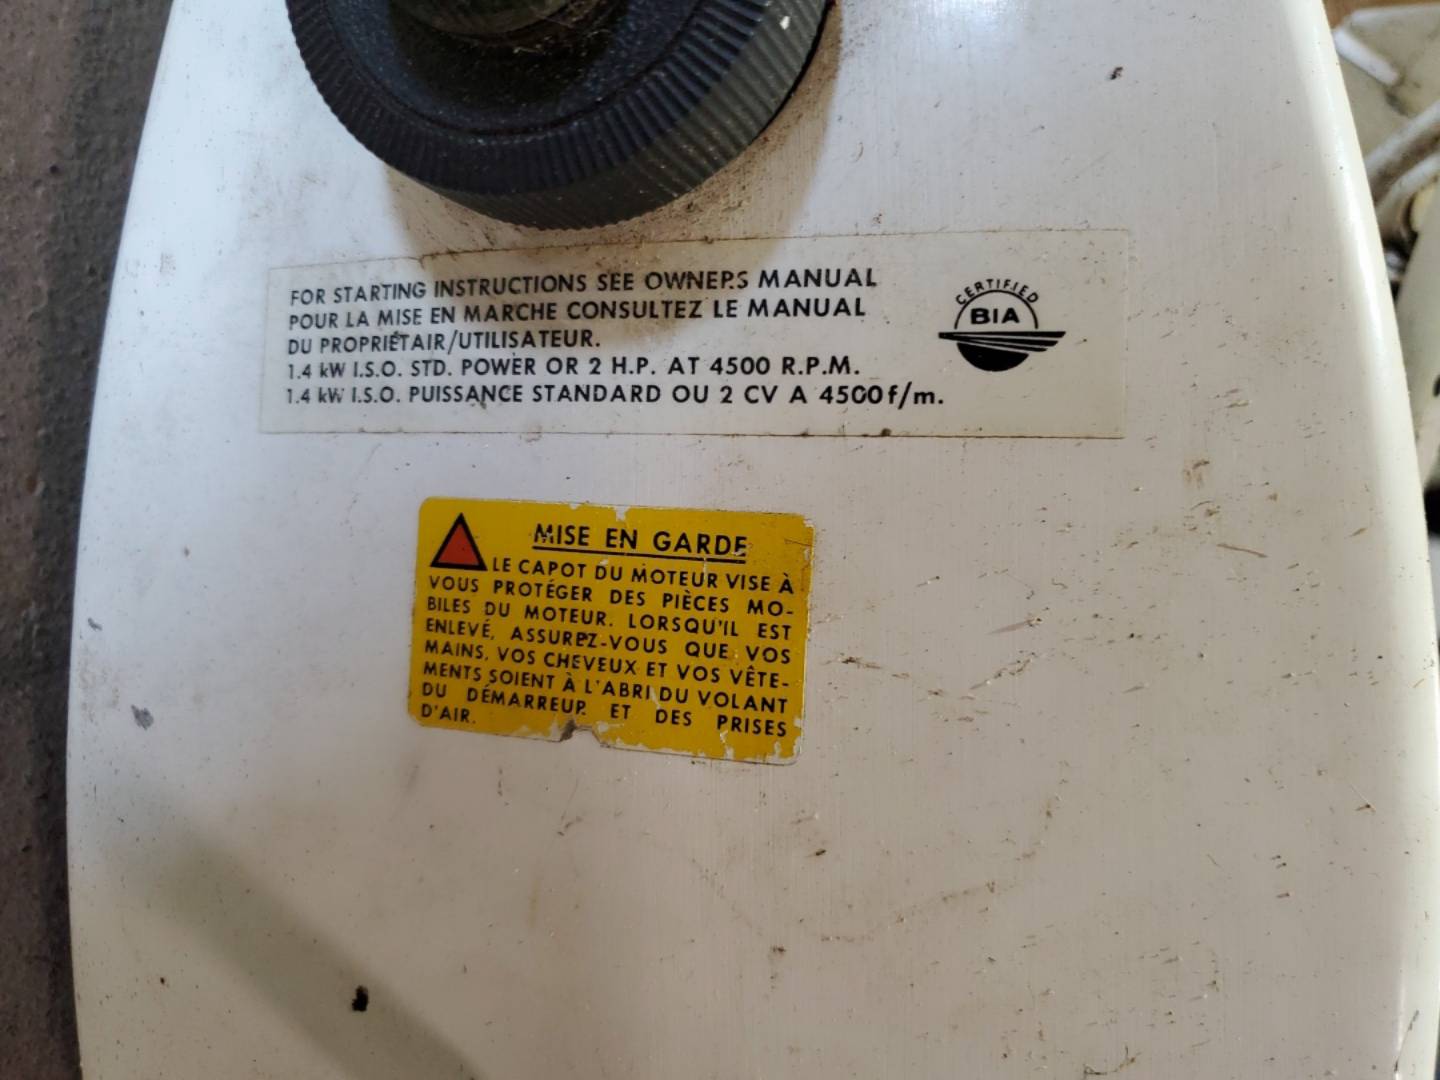 FOR STARTING INSTRUCTIONS SEE OWNERS MANUAL
POUR LA MISE EN MARCHE CONSULTEZ LE MANUAL
DU PROPRIÉTAIR/UTILISATEUR.
1.4 kW I.S.O. STD. POWER OR 2 H.P. AT 4500 R.P.M.
1.4 kW I.S.O. PUISSANCE STANDARD OU 2 CV A 4500 f/m.
CERTIFIED
BIA
MISE EN GARDE
LE CAPOT DU MOTEUR VISE À
VOUS PROTÉGER DES PIÈCES MO-
BILES DU MOTEUR. LORSQU'IL EST
ENLEVÉ, ASSUREZ-VOUS QUE VOS
MAINS, VOS CHEVEUX ET VOS VÊTE-
MENTS SOIENT À L'ABRI DU VOLANT
DU DÉMARREUR ET DES PRISES
D'AIR.